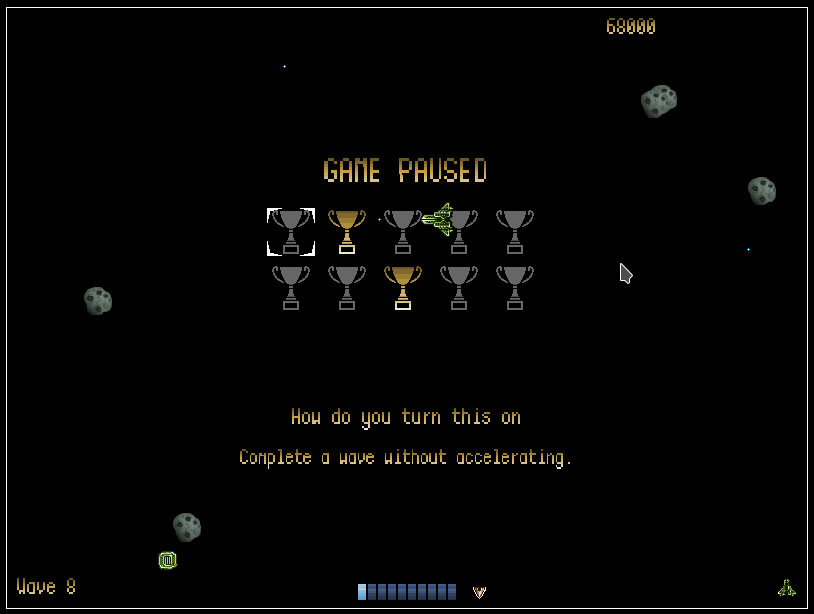 68000
GAME PAUSED
How do you turn this on
Complete a wave without accelerating.
Wave 8